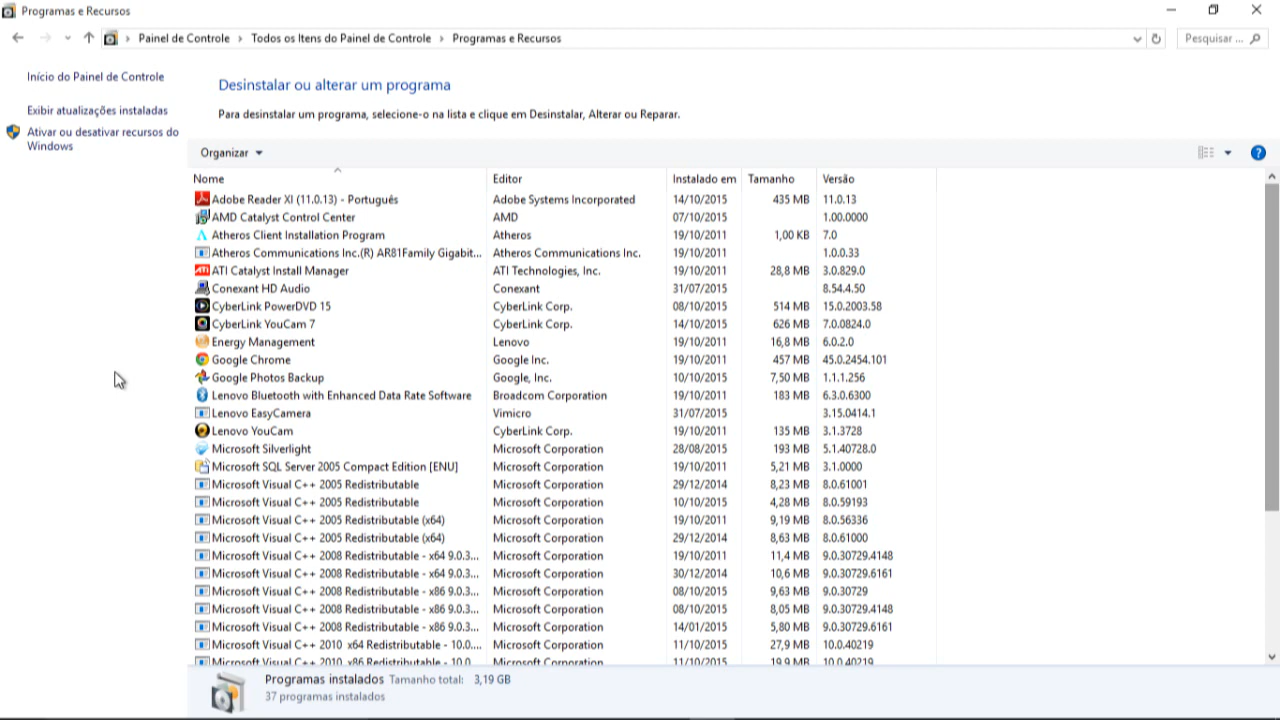 Programas e Recursos
Painel de Controle › Todos os Itens do Painel de Controle › Programas e Recursos Pesquisar ...
Início do Painel de Controle
Exibir atualizações instaladas
Ativar ou desativar recursos do
Windows
Desinstalar ou alterar um programa
Para desinstalar um programa, selecione-o na lista e clique em Desinstalar, Alterar ou Reparar.
Organizar
Nome Editor Instalado em Tamanho Versão
Adobe Reader XI (11.0.13) - Português Adobe Systems Incorporated 14/10/2015 435 MB 11.0.13
AMD Catalyst Control Center AMD 07/10/2015 1.00.0000
Atheros Client Installation Program Atheros 19/10/2011 1,00 KB 7.0
Atheros Communications Inc.(R) AR81Family Gigabit... Atheros Communications Inc. 19/10/2011 1.0.0.33
ATI Catalyst Install Manager ATI Technologies, Inc. 19/10/2011 28,8 MB 3.0.829.0
Conexant HD Audio Conexant 31/07/2015 8.54.4.50
CyberLink PowerDVD 15 CyberLink Corp. 08/10/2015 514 MB 15.0.2003.58
CyberLink YouCam 7 CyberLink Corp. 14/10/2015 626 MB 7.0.0824.0
Energy Management Lenovo 19/10/2011 16,8 MB 6.0.2.0
Google Chrome Google Inc. 19/10/2011 457 MB 45.0.2454.101
Google Photos Backup Google, Inc. 10/10/2015 7,50 MB 1.1.1.256
Lenovo Bluetooth with Enhanced Data Rate Software Broadcom Corporation 19/10/2011 183 MB 6.3.0.6300
Lenovo EasyCamera Vimicro 31/07/2015 3.15.0414.1
Lenovo YouCam CyberLink Corp. 19/10/2011 135 MB 3.1.3728
Microsoft Silverlight Microsoft Corporation 28/08/2015 193 MB 5.1.40728.0
Microsoft SQL Server 2005 Compact Edition [ENU] Microsoft Corporation 19/10/2011 5,21 MB 3.1.0000
Microsoft Visual C++ 2005 Redistributable Microsoft Corporation 29/12/2014 8,23 MB 8.0.61001
Microsoft Visual C++ 2005 Redistributable Microsoft Corporation 10/10/2015 4,28 MB 8.0.59193
Microsoft Visual C++ 2005 Redistributable (x64) Microsoft Corporation 19/10/2011 9,19 MB 8.0.56336
Microsoft Visual C++ 2005 Redistributable (x64) Microsoft Corporation 29/12/2014 8,63 MB 8.0.61000
Microsoft Visual C++ 2008 Redistributable - x64 9.0.3... Microsoft Corporation 19/10/2011 11,4 MB 9.0.30729.4148
Microsoft Visual C++ 2008 Redistributable - x64 9.0.3... Microsoft Corporation 30/12/2014 10,6 MB 9.0.30729.6161
Microsoft Visual C++ 2008 Redistributable - x86 9.0.3... Microsoft Corporation 08/10/2015 9,63 MB 9.0.30729
Microsoft Visual C++ 2008 Redistributable - x86 9.0.3... Microsoft Corporation 08/10/2015 8,05 MB 9.0.30729.4148
Microsoft Visual C++ 2008 Redistributable - x86 9.0.3... Microsoft Corporation 14/01/2015 5,80 MB 9.0.30729.6161
Microsoft Visual C++ 2010 x64 Redistributable - 10.0.... Microsoft Corporation 11/10/2015 27,9 MB 10.0.40219
Microsoft Visual C++ 2010 x86 Redistributable - 10.0 Microsoft Corporation 11/10/2015 19,9 MB 10.0.40219
Programas instalados Tamanho total: 3,19 GB
37 programas instalados